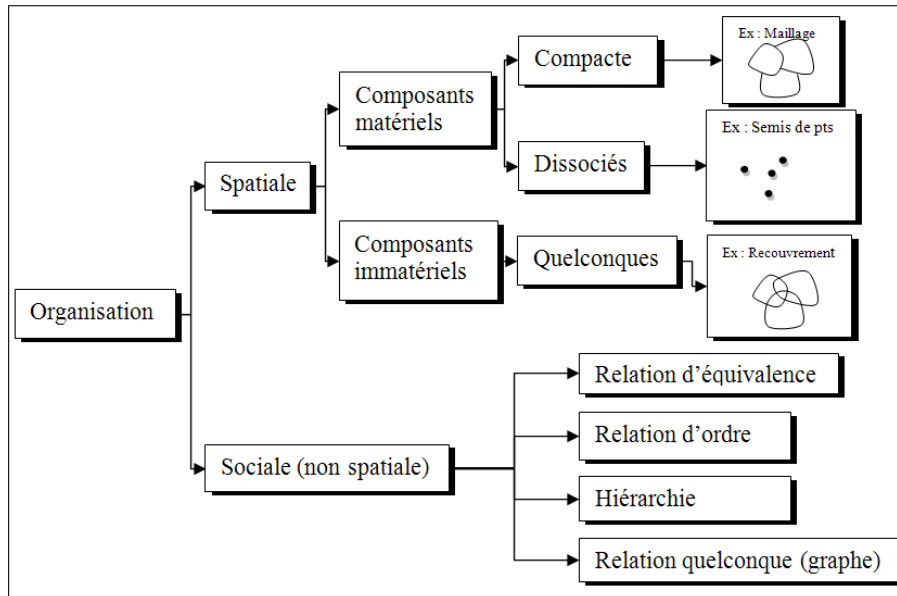 Ex : Maillage
Compacte
Composants
matériels
Ex : Semis de pts
Dissociés
Spatiale
Composants
immatériels
Quelconques
Ex : Recouvrement
Organisation
Relation d’équivalence
Relation d’ordre
Sociale (non spatiale)
Hiérarchie
Relation quelconque (graphe)